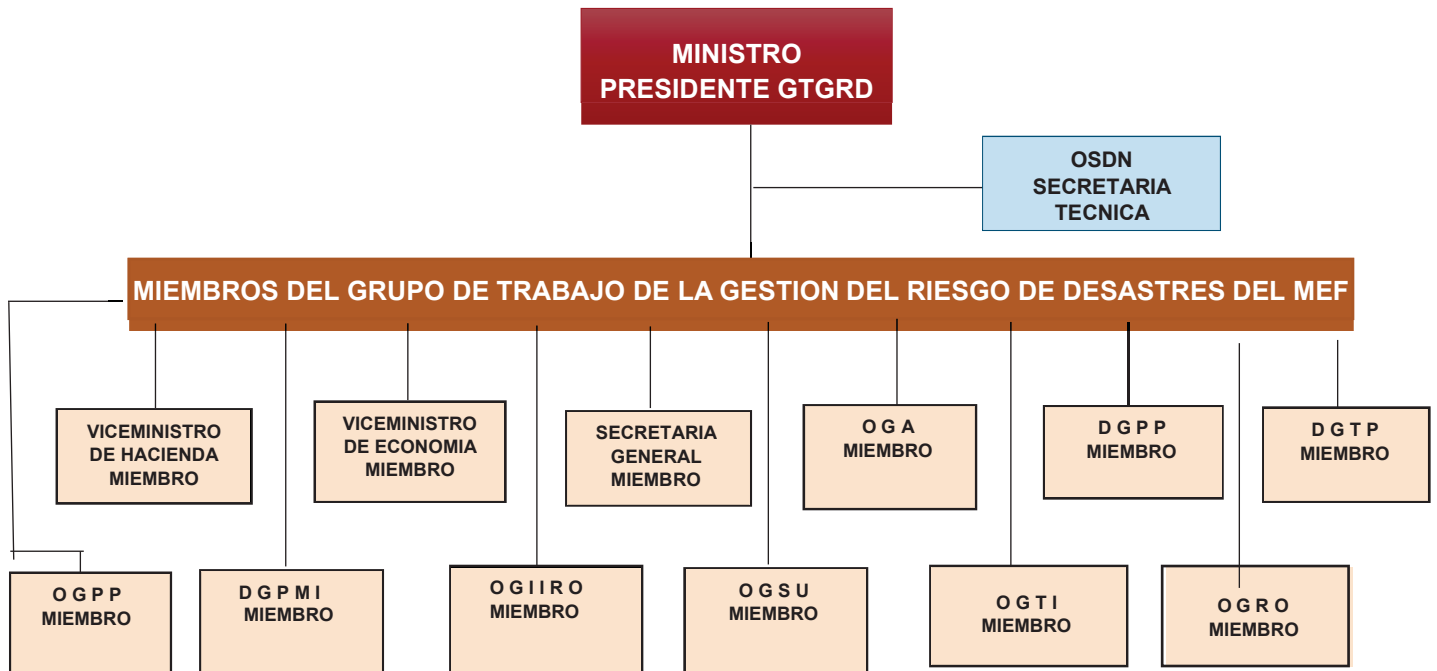 MINISTRO
PRESIDENTE GTGRD
OSDN
SECRETARIA
TECNICA
MIEMBROS DEL GRUPO DE TRABAJO DE LA GESTION DEL RIESGO DE DESASTRES DEL MEF
VICEMINISTRO
DE HACIENDA
MIEMBRO
VICEMINISTRO
DE ECONOMIA
MIEMBRO
SECRETARIA
GENERAL
MIEMBRO
O G A
MIEMBRO
D G P P
MIEMBRO
D G T P
MIEMBRO
O G P P
MIEMBRO
D G P M I
MIEMBRO
O G I I R O
MIEMBRO
O G S U
MIEMBRO
O G T I
MIEMBRO
O G R O
MIEMBRO